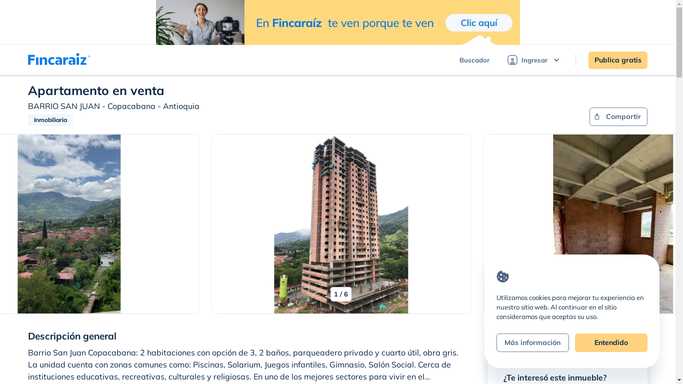 En Fincaraíz te ven porque te ven
Clic aquí
Fincaraiz
Buscador
Ingresar
Publica gratis
Apartamento en venta
BARRIO SAN JUAN - Copacabana - Antioquia
Inmobiliaria
Compartir
1 / 6
Utilizamos cookies para mejorar tu experiencia en
nuestro sitio web. Al continuar en el sitio
consideramos que aceptas su uso.
Más información
Entendido
Descripción general
Barrio San Juan Copacabana: 2 habitaciones con opción de 3, 2 baños, parqueadero privado y cuarto útil, obra gris.
La unidad cuenta con zonas comunes como: Piscinas, Solarium, Juegos infantiles, Gimnasio, Salón Social. Cerca de
instituciones educativas, recreativas, culturales y religiosas. En uno de los mejores sectores para vivir en el...
¿Te interesó este inmueble?